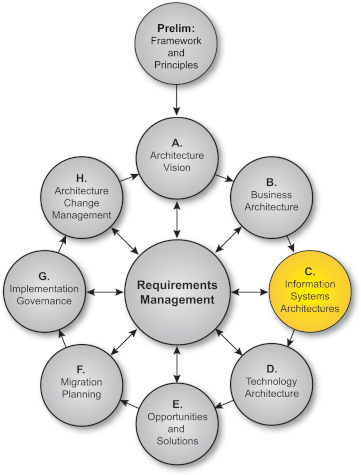 Prelim:
Framework
and
Principles
A.
Architecture
Vision
H.
Architecture
Change
Management
B.
Business
Architecture
G.
Implementation
Governance
Requirements
Management
C.
Information
Systems
Architectures
F.
Migration
Planning
D.
Technology
Architecture
E.
Opportunities
and
Solutions